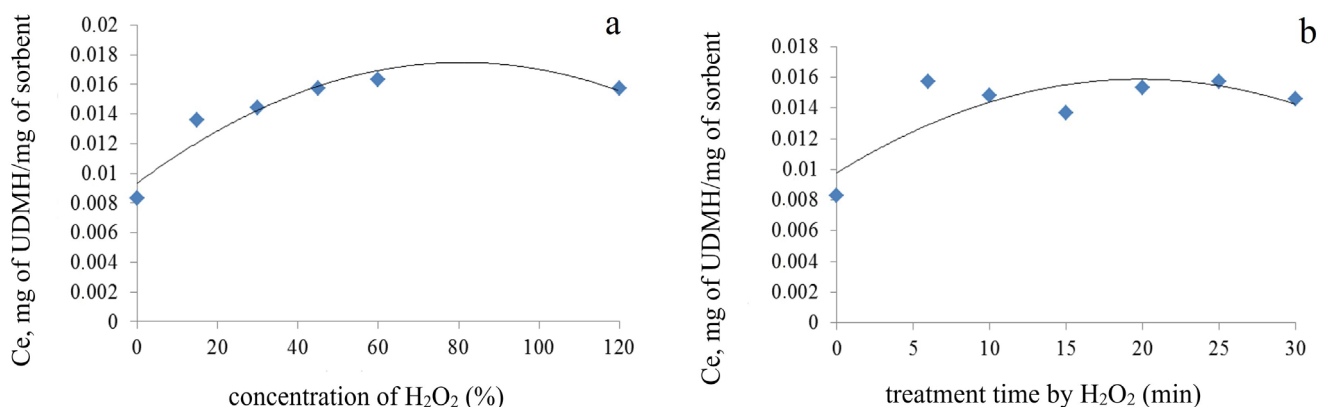 a
0.02
0.018
0.016
0.014
0.012
0.01
0.008
0.006
0.004
0.002
0
0 20 40 60 80 100 120
Ce, mg of UDMH/mg of sorbent
concentration of H₂O₂ (%)
b
0.018
0.016
0.014
0.012
0.01
0.008
0.006
0.004
0.002
0
0 5 10 15 20 25 30
Ce, mg of UDMH/mg of sorbent
treatment time by H₂O₂ (min)